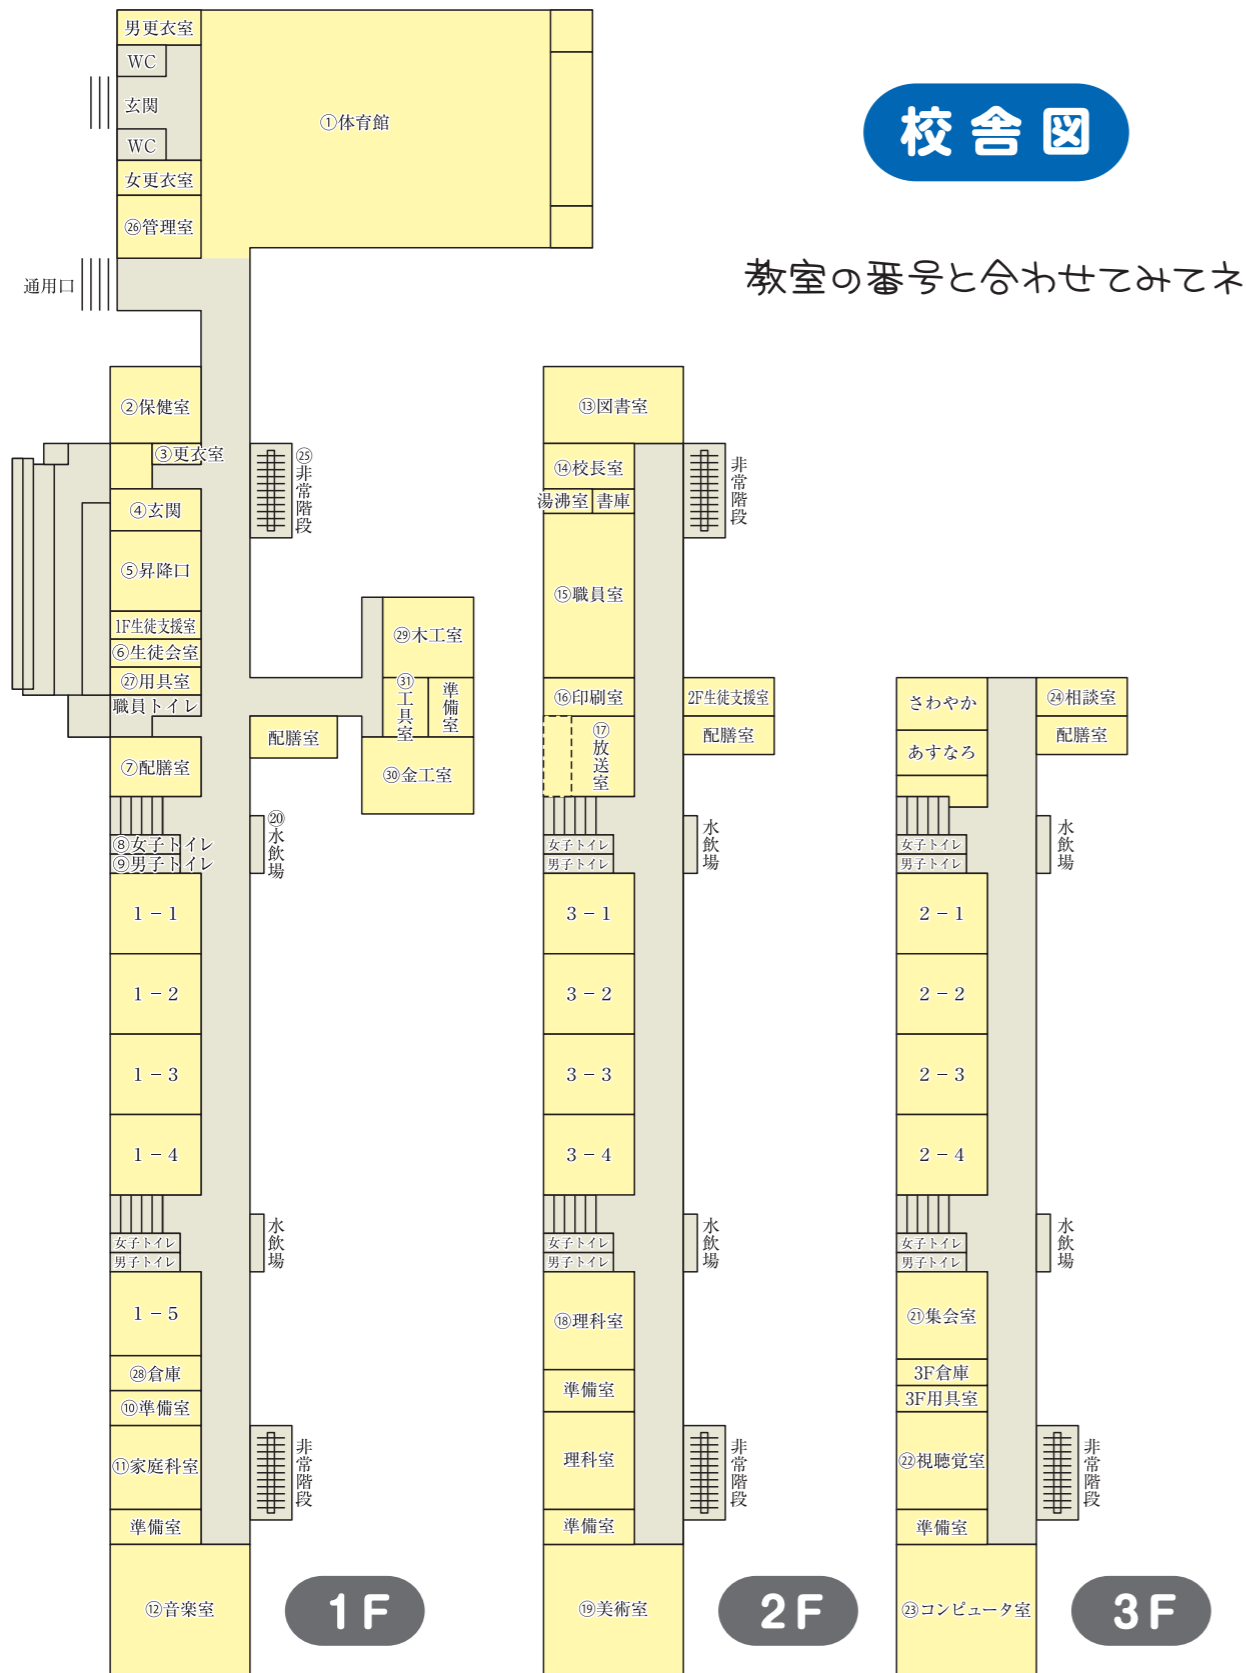 校舎図
教室の番号と合わせてみてネ
男更衣室
WC
玄関
WC
女更衣室
㉖管理室
①体育館
通用口
②保健室
③更衣室
㉕非常階段
④玄関
⑤昇降口
1F生徒支援室
⑥生徒会室
㉗用具室
職員トイレ
⑦配膳室
配膳室
㉙木工室
㉛工具室
準備室
㉚金工室
⑧女子トイレ
⑨男子トイレ
⑳水飲場
1-1
1-2
1-3
1-4
女子トイレ
男子トイレ
水飲場
1-5
㉘倉庫
⑩準備室
⑪家庭科室
非常階段
準備室
⑫音楽室
1F
⑬図書室
⑭校長室
湯沸室
書庫
非常階段
⑮職員室
⑯印刷室
2F生徒支援室
⑰放送室
配膳室
女子トイレ
男子トイレ
水飲場
3-1
3-2
3-3
3-4
女子トイレ
男子トイレ
水飲場
⑱理科室
準備室
理科室
非常階段
準備室
⑲美術室
2F
さわやか
㉔相談室
あすなろ
配膳室
女子トイレ
男子トイレ
水飲場
2-1
2-2
2-3
2-4
女子トイレ
男子トイレ
水飲場
㉑集会室
3F倉庫
3F用具室
㉒視聴覚室
非常階段
準備室
㉓コンピュータ室
3F